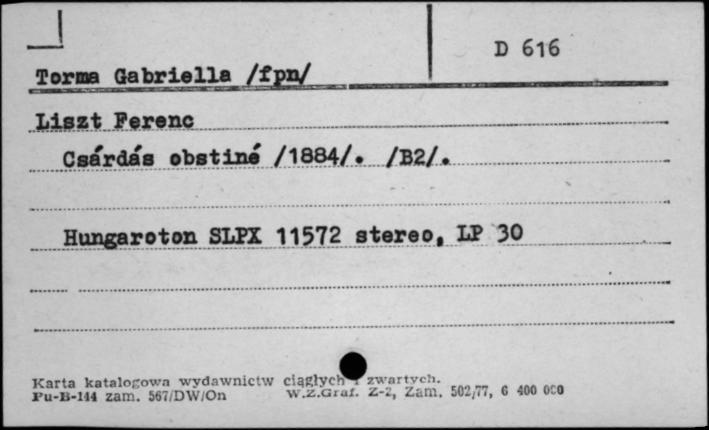 D 616
Torma Gabriella /fpn/
Liszt Ferenc
Csárdás obstiné /1884/. /B2/.
Hungaroton SLPX 11572 stereo, LP 30
Karta katalogowa wydawnictw ciągłych i zwartych.
Pu-B-144 zam. 567/DW/On W.Z.Graf. Z-2, Zam. 502/77, 6 400 000